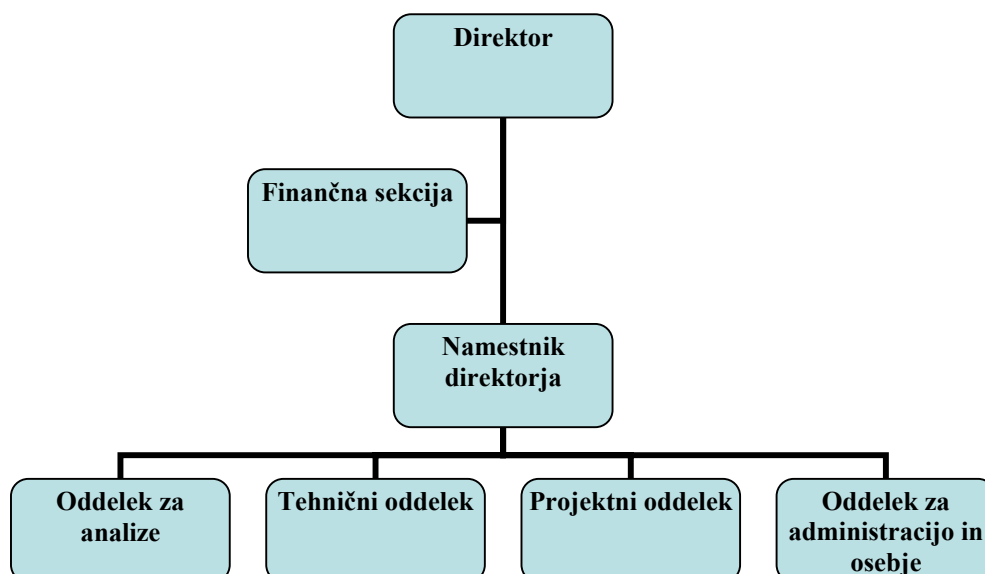 Direktor
Finančna sekcija
Namestnik
direktorja
Oddelek za
analize
Tehnični oddelek
Projektni oddelek
Oddelek za
administracijo in
osebje